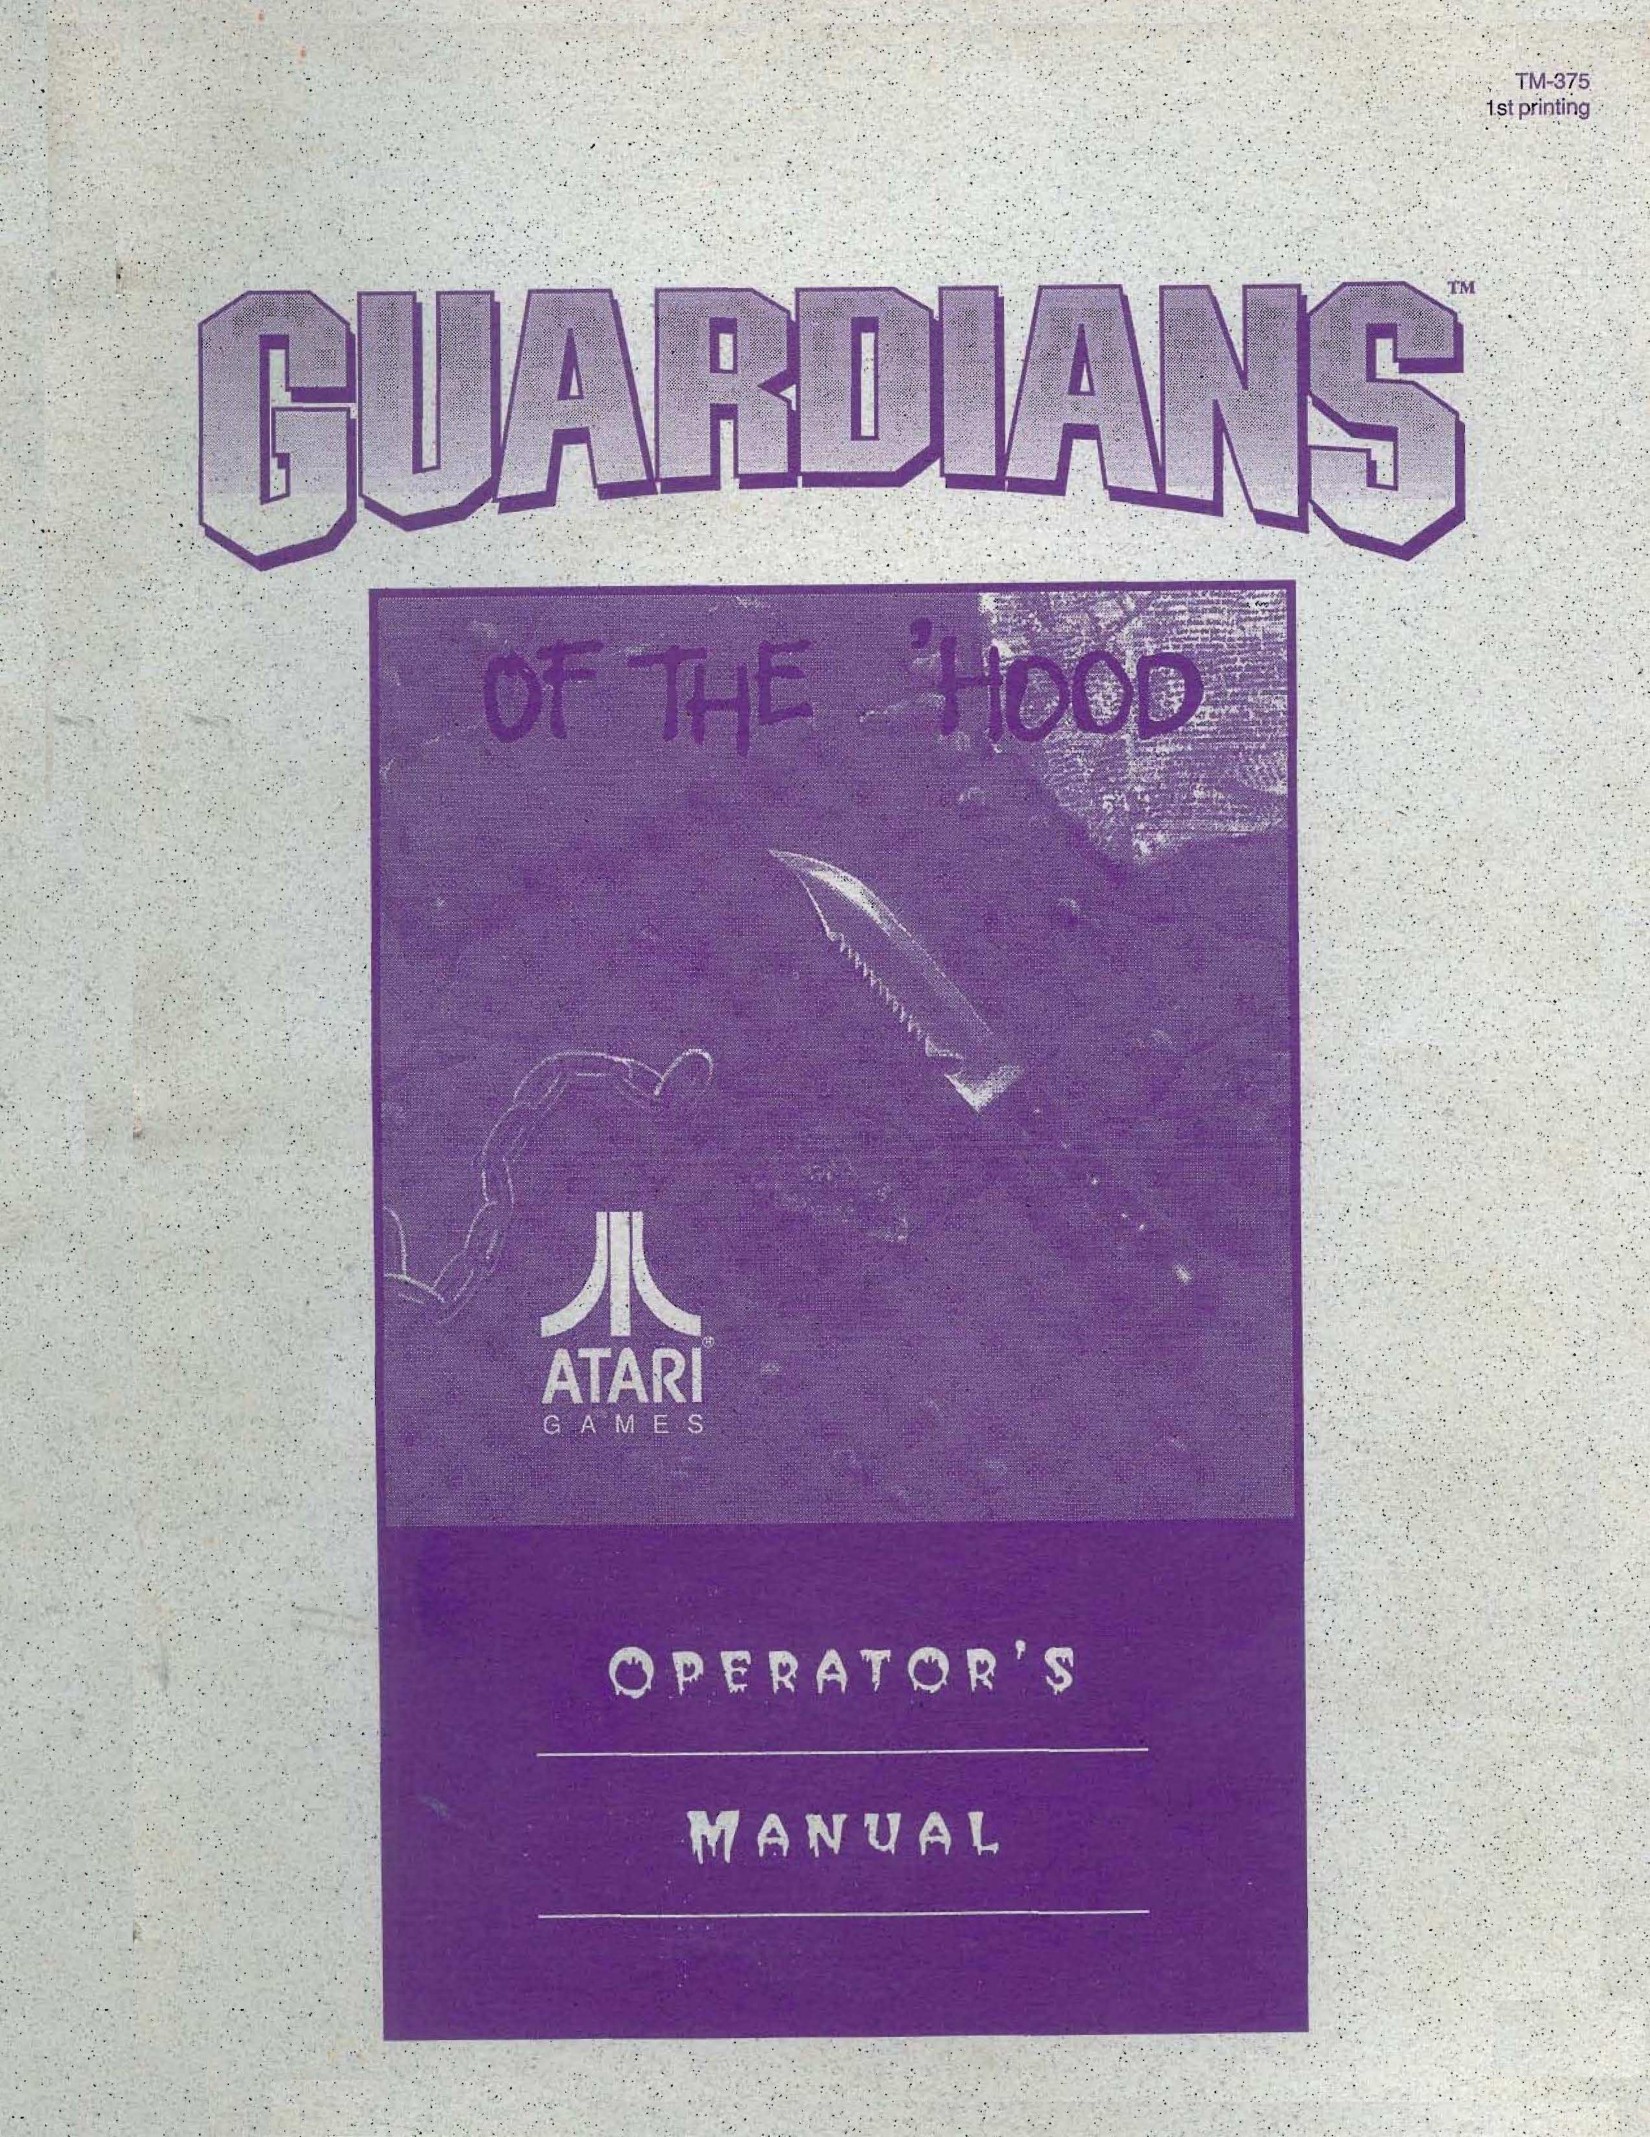 TM-375
1st printing
GUARDIANS™
OF THE 'HOOD
ATARI®
GAMES
OPERATOR'S
MANUAL